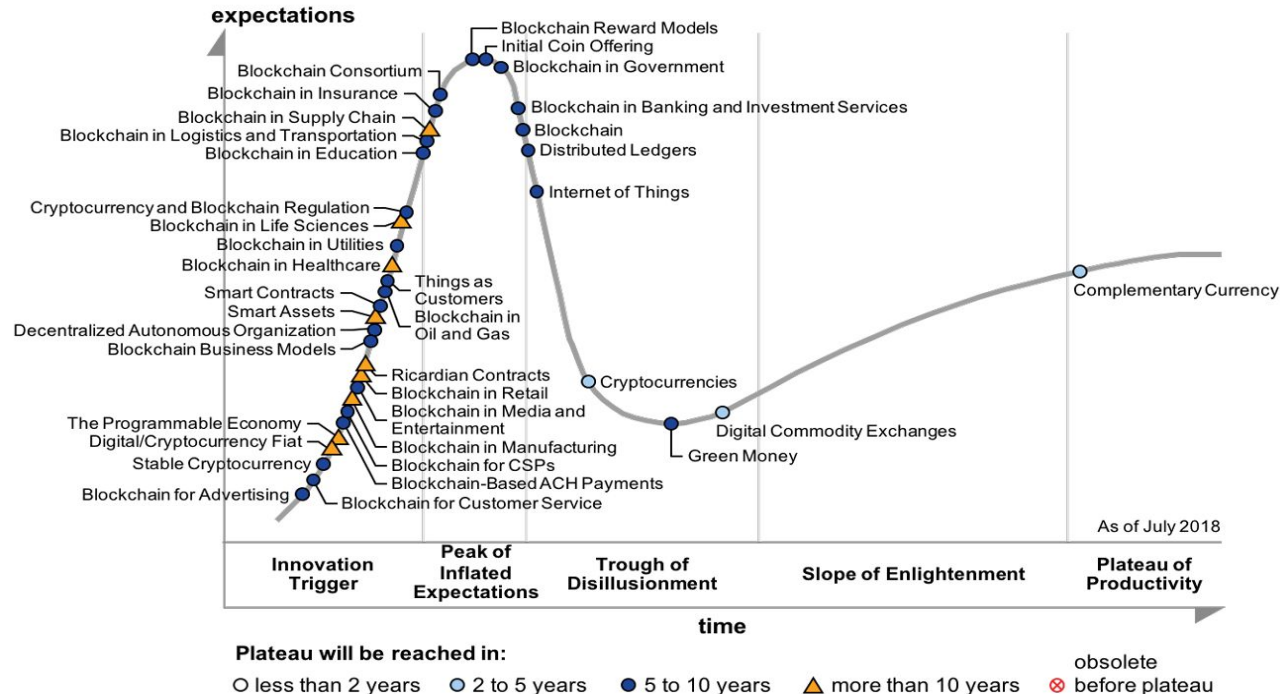 expectations
Blockchain Reward Models
Initial Coin Offering
Blockchain in Government
Blockchain Consortium
Blockchain in Insurance
Blockchain in Supply Chain
Blockchain in Logistics and Transportation
Blockchain in Education
Blockchain in Banking and Investment Services
Blockchain
Distributed Ledgers
Internet of Things
Cryptocurrency and Blockchain Regulation
Blockchain in Life Sciences
Blockchain in Utilities
Blockchain in Healthcare
Smart Contracts
Smart Assets
Decentralized Autonomous Organization
Blockchain Business Models
Things as
Customers
Blockchain in
Oil and Gas
Ricardian Contracts
Blockchain in Retail
Blockchain in Media and
Entertainment
Blockchain in Manufacturing
Blockchain for CSPs
Blockchain-Based ACH Payments
Blockchain for Customer Service
The Programmable Economy
Digital/Cryptocurrency Fiat
Stable Cryptocurrency
Blockchain for Advertising
Cryptocurrencies
Digital Commodity Exchanges
Green Money
Complementary Currency
As of July 2018
Innovation
Trigger
Peak of
Inflated
Expectations
Trough of
Disillusionment
Slope of Enlightenment
Plateau of
Productivity
time
Plateau will be reached in:
less than 2 years
2 to 5 years
5 to 10 years
more than 10 years
obsolete
before plateau